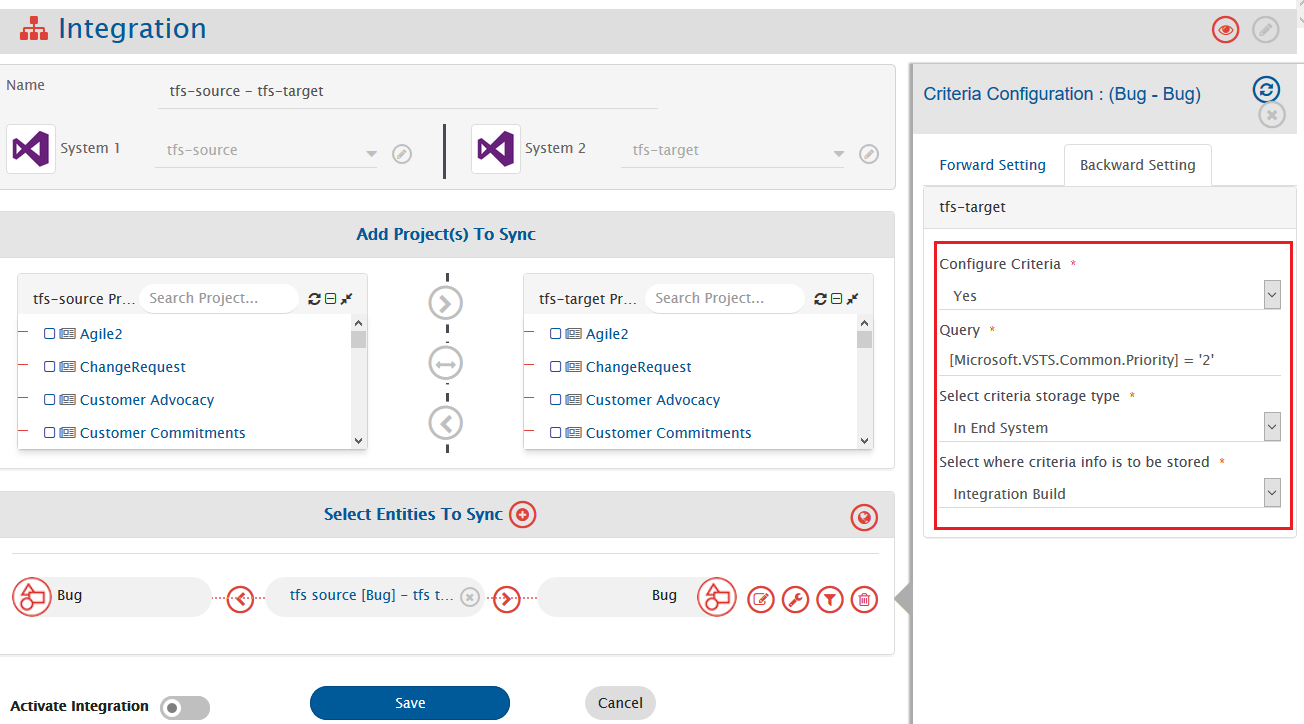 Integration
Name
tfs-source - tfs-target
System 1
tfs-source
System 2
tfs-target
Add Project(s) To Sync
tfs-source Pr...
Search Project...
Agile2
ChangeRequest
Customer Advocacy
Customer Commitments
tfs-target Pr...
Search Project...
Agile2
ChangeRequest
Customer Advocacy
Customer Commitments
Select Entities To Sync
Bug
tfs source [Bug] - tfs t...
Bug
Activate Integration
Save
Cancel
Criteria Configuration : (Bug - Bug)
Forward Setting
Backward Setting
tfs-target
Configure Criteria *
Yes
Query *
[Microsoft.VSTS.Common.Priority] = '2'
Select criteria storage type *
In End System
Select where criteria info is to be stored *
Integration Build